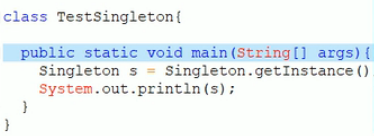 class TestSingleton{
public static void main(String[] args){
Singleton s = Singleton.getInstance()
System.out.println(s);
}
}